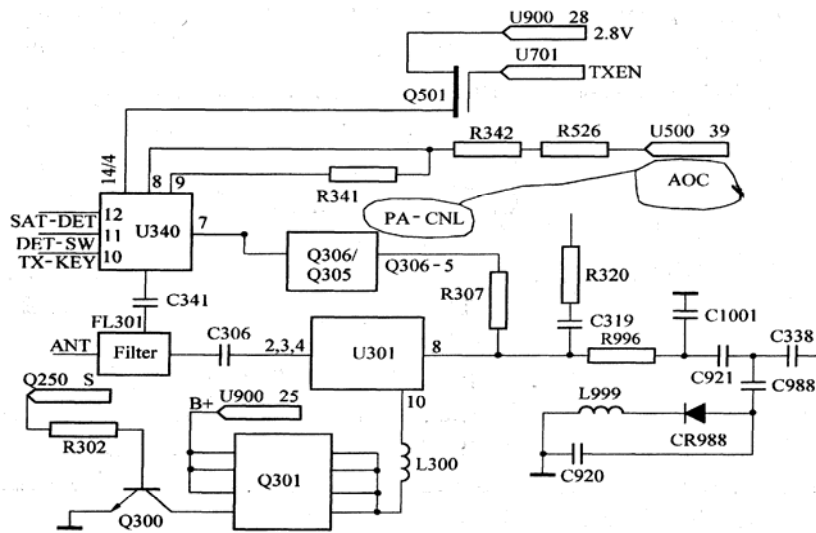 U900 28
2.8V
U701
TXEN
Q501
R342
R526
U500 39
14/4
8
9
R341
AOC
PA-CNL
SAT-DET
12
DET-SW
11
TX-KEY
10
U340
7
Q306/
Q305
Q306-5
R307
R320
C341
FL301
C319
C1001
ANT
Filter
C306
2,3,4
U301
8
R996
C338
C921
C988
Q250 S
U900 25
B+
10
L999
CR988
R302
L300
C920
Q301
Q300